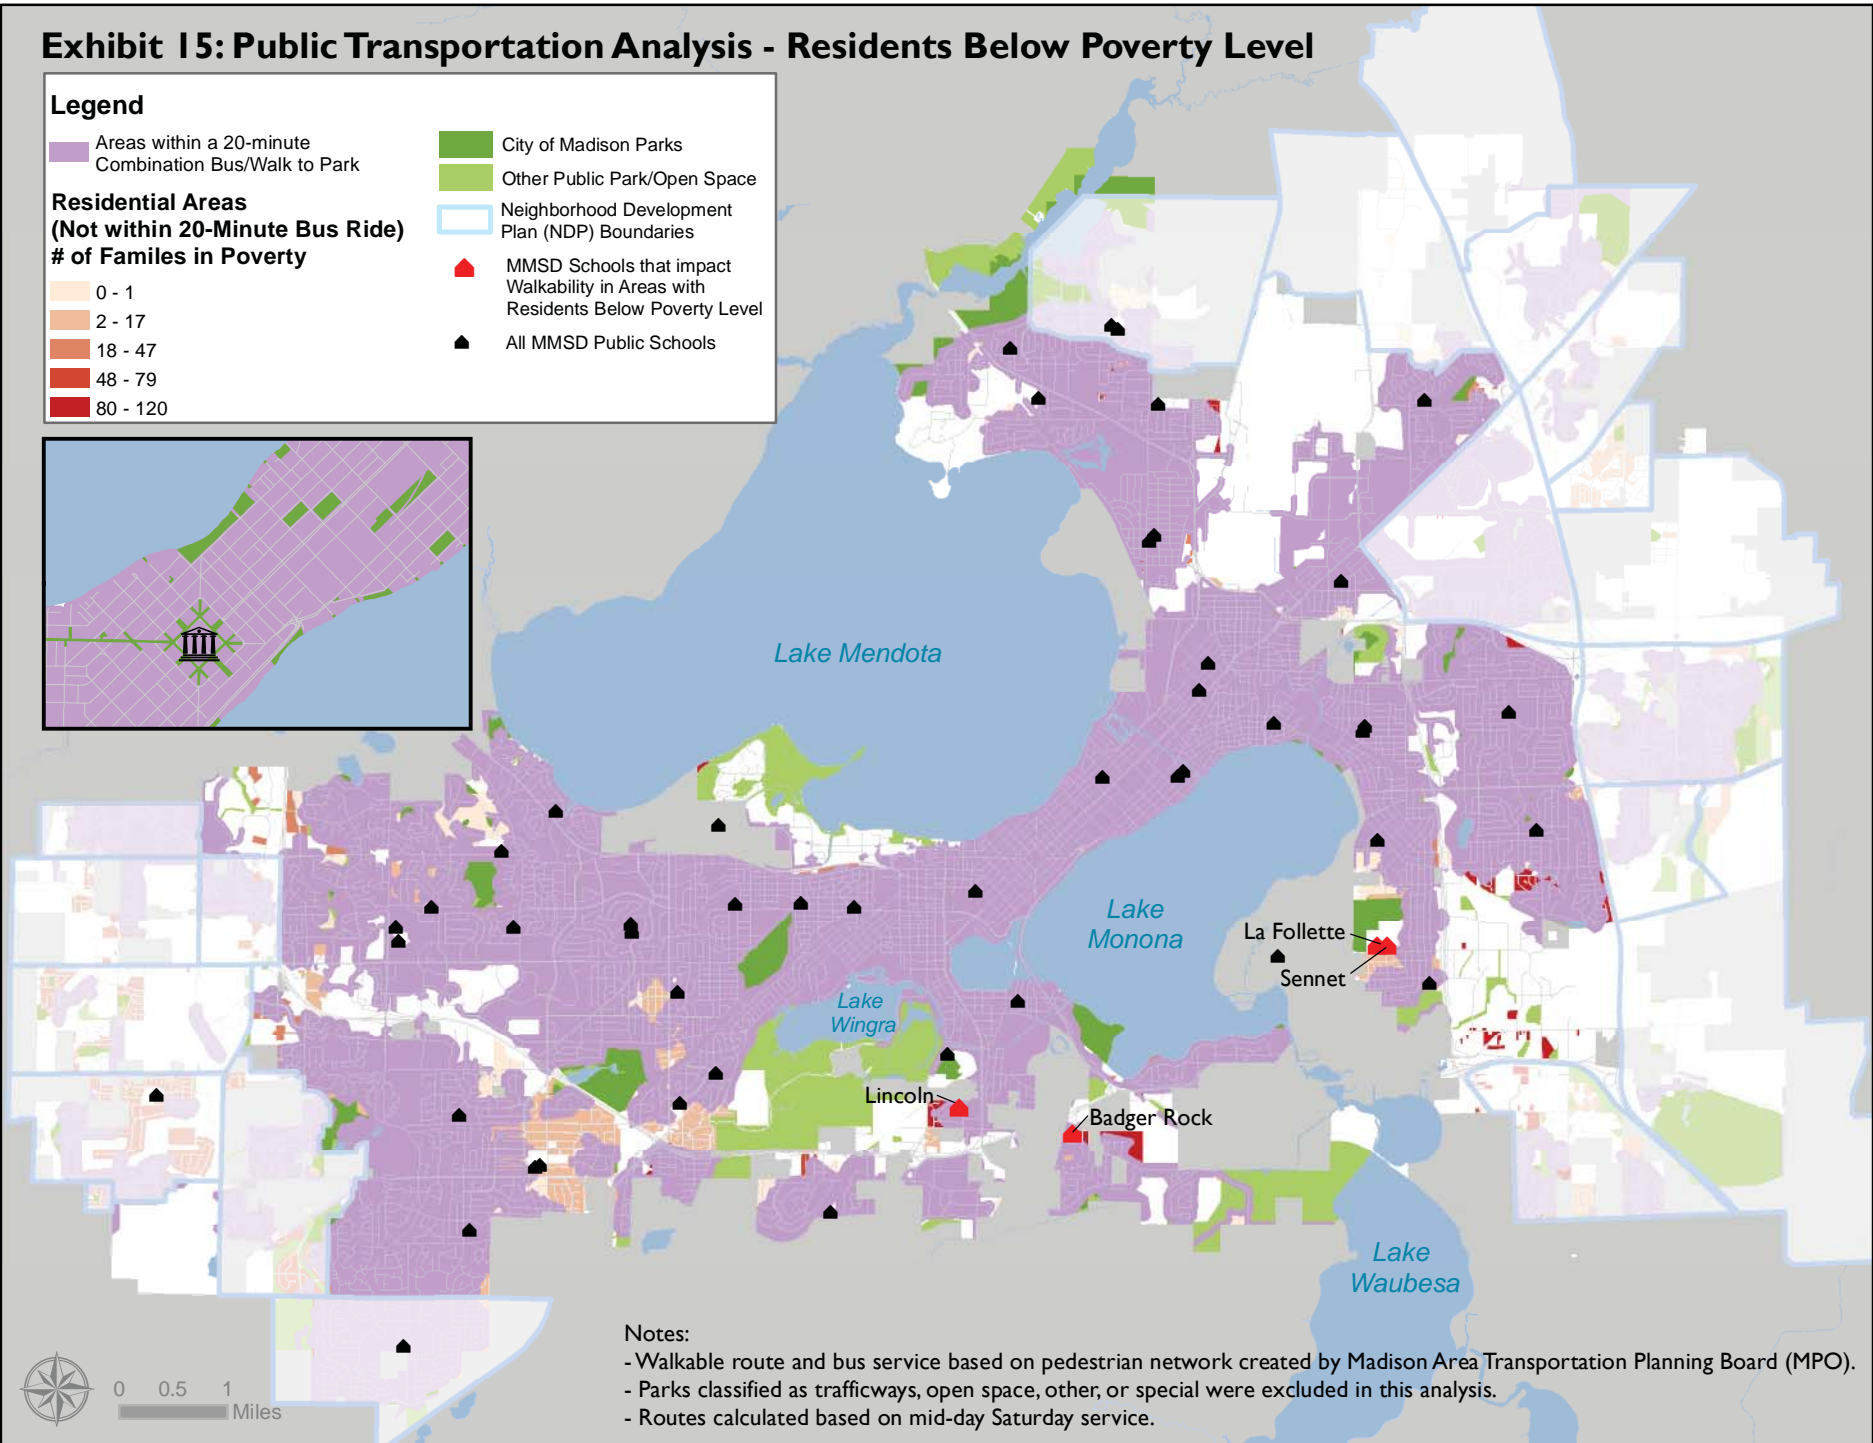 Exhibit 15: Public Transportation Analysis - Residents Below Poverty Level
Legend
Areas within a 20-minute
Combination Bus/Walk to Park
Residential Areas
(Not within 20-Minute Bus Ride)
# of Familes in Poverty
0 - 1
2 - 17
18 - 47
48 - 79
80 - 120
City of Madison Parks
Other Public Park/Open Space
Neighborhood Development
Plan (NDP) Boundaries
MMSD Schools that impact
Walkability in Areas with
Residents Below Poverty Level
All MMSD Public Schools
Lake Mendota
Lake
Monona
La Follette
Sennet
Lake
Wingra
Lincoln
Badger Rock
Lake
Waubesa
Notes:
- Walkable route and bus service based on pedestrian network created by Madison Area Transportation Planning Board (MPO).
- Parks classified as trafficways, open space, other, or special were excluded in this analysis.
- Routes calculated based on mid-day Saturday service.
0 0.5 1
Miles